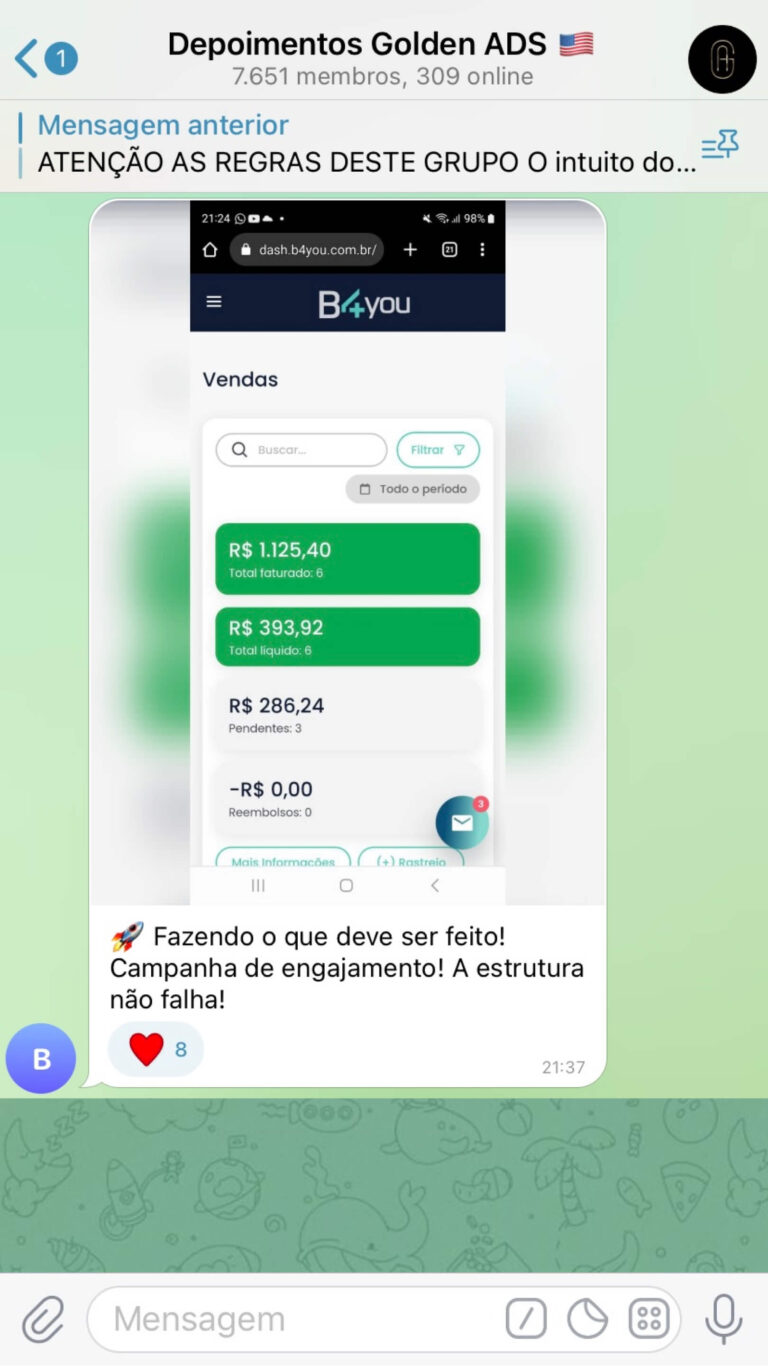 1
Depoimentos Golden ADS 🇺🇸
7.651 membros, 309 online
Mensagem anterior
ATENÇÃO AS REGRAS DESTE GRUPO O intuito do...
21:24 98%
dash.b4you.com.br/ 21
B4you
Vendas
Buscar... Filtrar
Todo o período
R$ 1.125,40
Total faturado: 6
R$ 393,92
Total líquido: 6
R$ 286,24
Pendentes: 3
-R$ 0,00
Reembolsos: 0
3
Mais Informações (+) Rastreio
🚀 Fazendo o que deve ser feito!
Campanha de engajamento! A estrutura
não falha!
❤️ 8
B
21:37
Mensagem